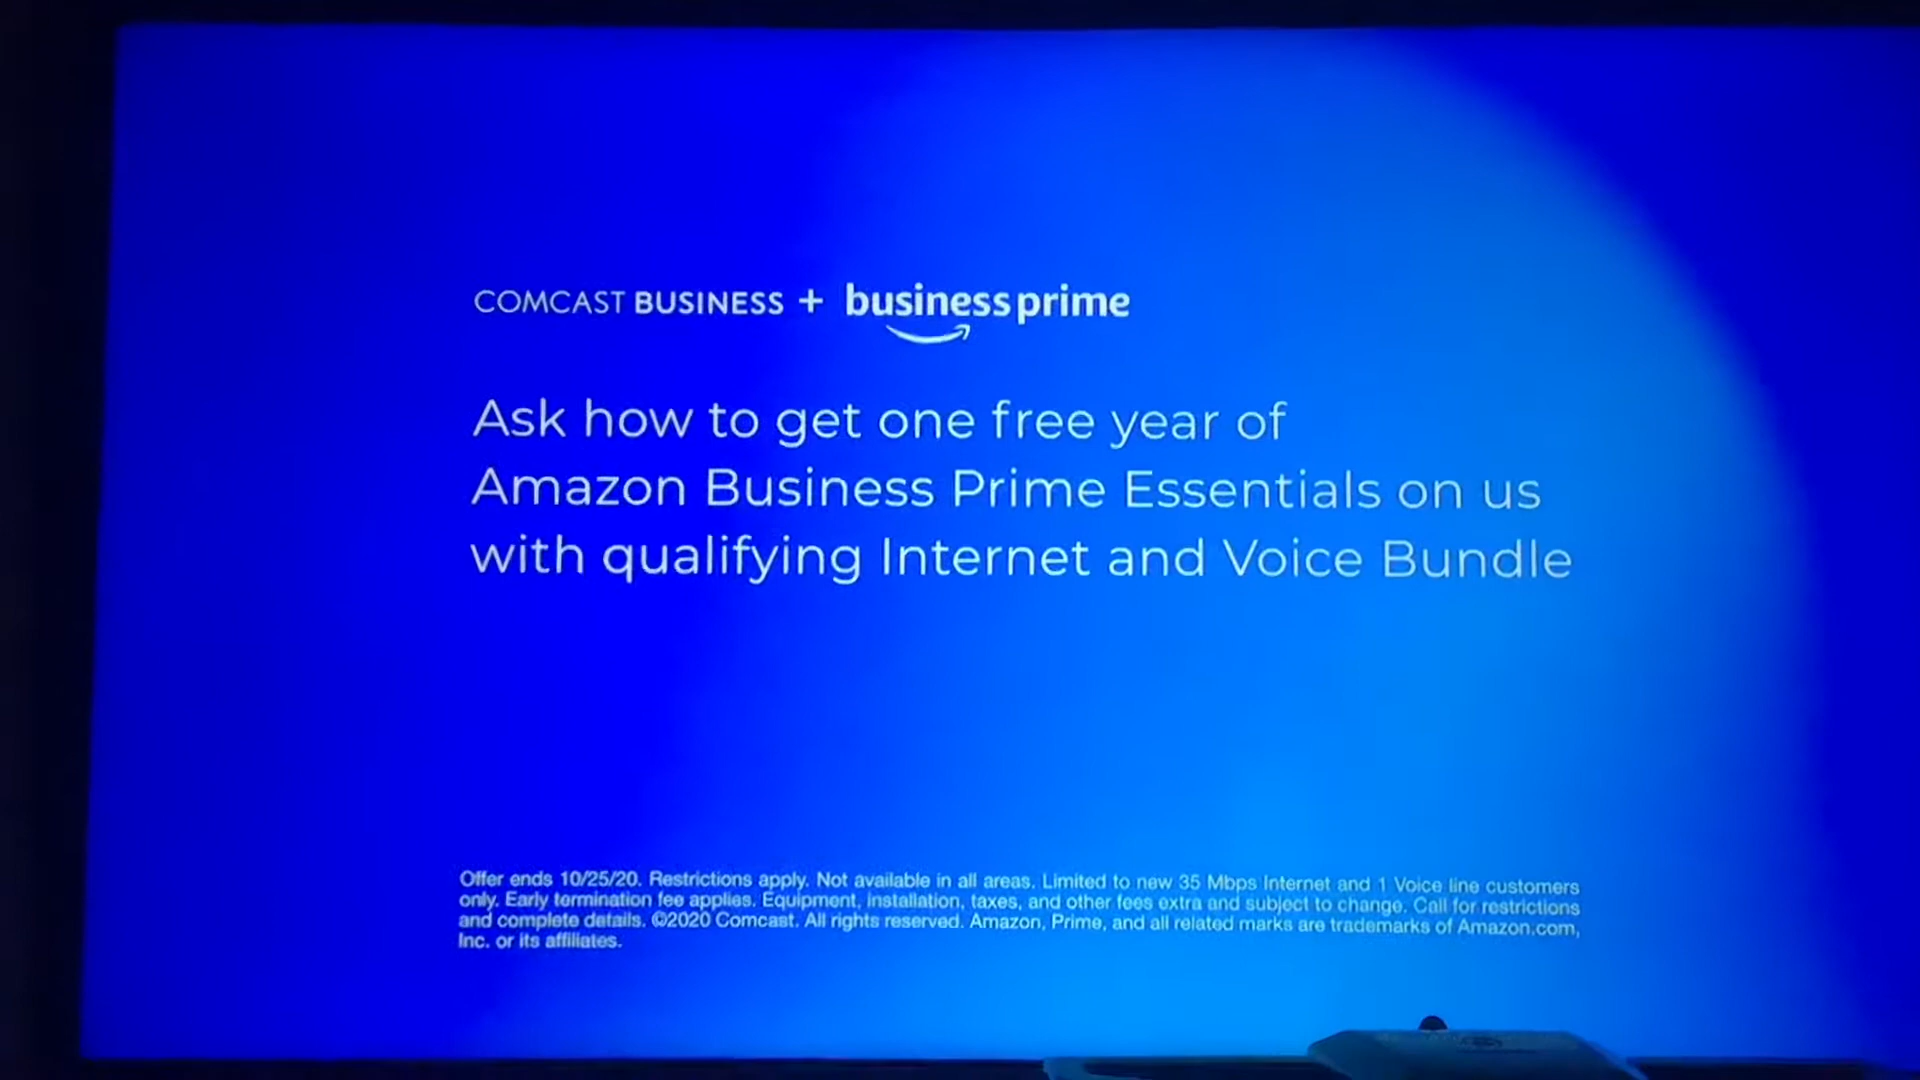 COMCAST BUSINESS + business prime
Ask how to get one free year of
Amazon Business Prime Essentials on us
with qualifying Internet and Voice Bundle
Offer ends 10/25/20. Restrictions apply. Not available in all areas. Limited to new 35 Mbps Internet and 1 Voice line customers
only. Early termination fee applies. Equipment, installation, taxes, and other fees extra and subject to change. Call for restrictions
and complete details. ©2020 Comcast. All rights reserved. Amazon, Prime, and all related marks are trademarks of Amazon.com,
Inc. or its affiliates.